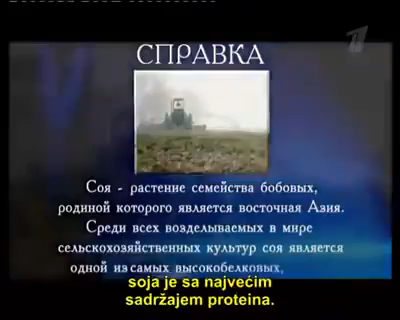 СПРАВКА
Соя - растение семейства бобовых,
родиной которого является восточная Азия.
Среди всех возделываемых в мире
сельскохозяйственных культур соя является
одной из самых высокобелковых,
soja je sa najvećim
sadržajem proteina.